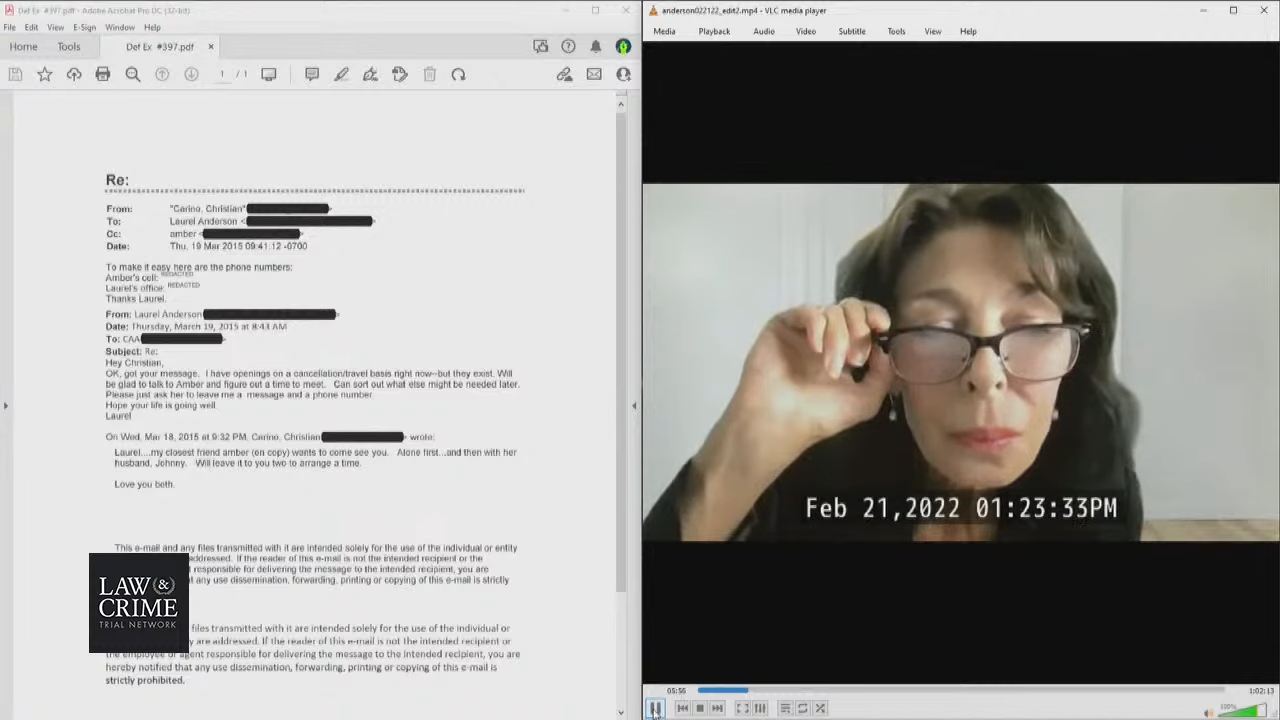 Def Ex #397.pdf - Adobe Acrobat Pro DC (32-bit)
File Edit View E-Sign Window Help
Home Tools Def Ex #397.pdf ×
1 / 1
Re:
From: "Carino, Christian"
To: Laurel Anderson <
Cc: amber <
Date: Thu, 19 Mar 2015 09:41:12 -0700
To make it easy here are the phone numbers:
Amber's cell: REDACTED
Laurel's office: REDACTED
Thanks Laurel.
From: Laurel Anderson
Date: Thursday, March 19, 2015 at 8:43 AM
To: CAA
Subject: Re:
Hey Christian,
OK, got your message. I have openings on a cancellation/travel basis right now--but they exist. Will
be glad to talk to Amber and figure out a time to meet. Can sort out what else might be needed later.
Please just ask her to leave me a message and a phone number.
Hope your life is going well.
Laurel
On Wed, Mar 18, 2015 at 9:32 PM, Carino, Christian > wrote:
Laurel....my closest friend amber (on copy) wants to come see you. Alone first...and then with her
husband, Johnny. Will leave it to you two to arrange a time.
Love you both.
This e-mail and any files transmitted with it are intended solely for the use of the individual or entity
addressed. If the reader of this e-mail is not the intended recipient or the
responsible for delivering the message to the intended recipient, you are
any use dissemination, forwarding, printing or copying of this e-mail is strictly
files transmitted with it are intended solely for the use of the individual or
are addressed. If the reader of this e-mail is not the intended recipient or
the employee or agent responsible for delivering the message to the intended recipient, you are
hereby notified that any use dissemination, forwarding, printing or copying of this e-mail is
strictly prohibited.
LAW &
CRIME
TRIAL NETWORK
anderson022122_edit2.mp4 - VLC media player
Media Playback Audio Video Subtitle Tools View Help
Feb 21,2022 01:23:33PM
05:56 1:02:13
100%